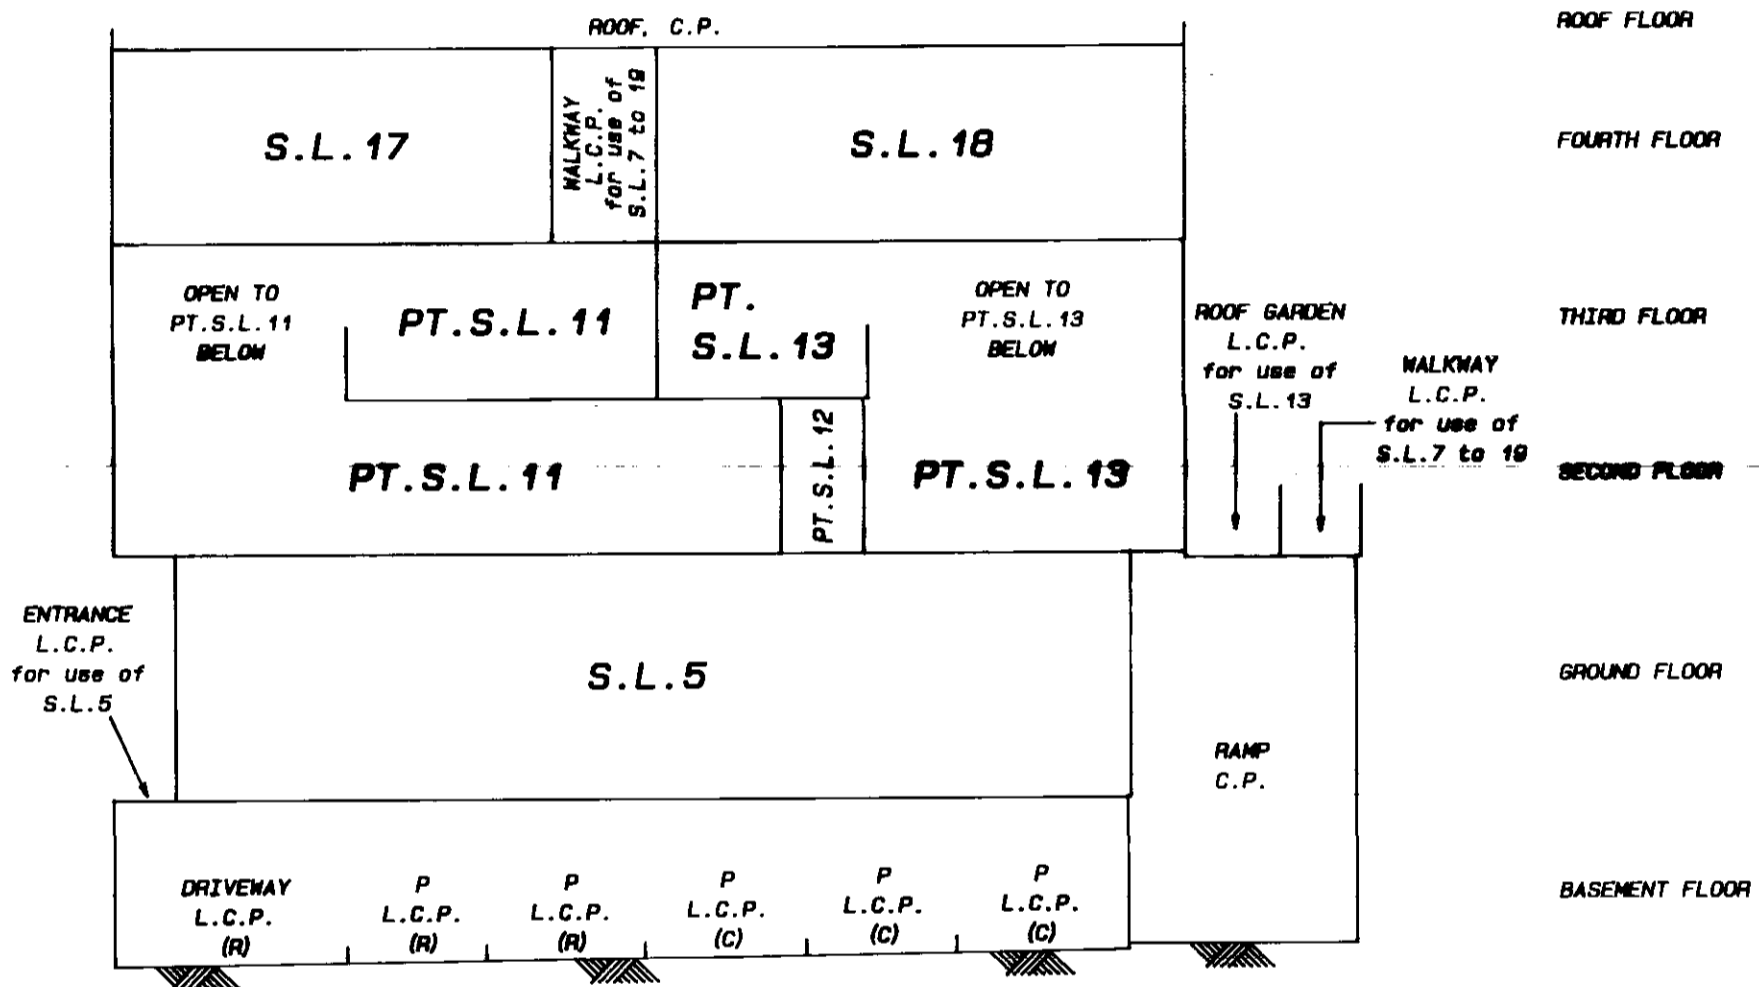 ROOF, C.P.
ROOF FLOOR
S.L.17
WALKWAY
L.C.P.
for use of
S.L.7 to 19
S.L.18
FOURTH FLOOR
OPEN TO
PT.S.L.11
BELOW
PT.S.L.11
PT.
S.L.13
OPEN TO
PT.S.L.13
BELOW
ROOF GARDEN
L.C.P.
for use of
S.L.13
WALKWAY
L.C.P.
for use of
S.L.7 to 19
THIRD FLOOR
PT.S.L.11
PT.S.L.12
PT.S.L.13
SECOND FLOOR
ENTRANCE
L.C.P.
for use of
S.L.5
S.L.5
RAMP
C.P.
GROUND FLOOR
DRIVEWAY
L.C.P.
(R)
P
L.C.P.
(R)
P
L.C.P.
(R)
P
L.C.P.
(C)
P
L.C.P.
(C)
P
L.C.P.
(C)
BASEMENT FLOOR